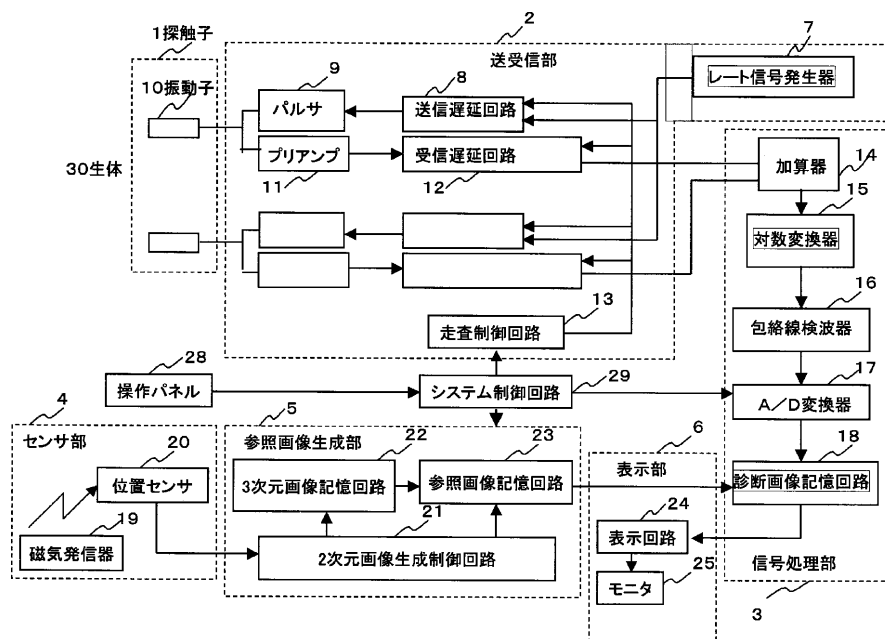 2
7
1探触子
送受信部
レート信号発生器
9
8
10振動子
パルサ
送信遅延回路
30生体
プリアンプ
受信遅延回路
加算器
14
11
12
15
対数変換器
13
16
走査制御回路
包絡線検波器
28
17
操作パネル
システム制御回路
29
A/D変換器
4
5
センサ部
参照画像生成部
22
23
6
18
20
表示部
位置センサ
3次元画像記憶回路
参照画像記憶回路
診断画像記憶回路
19
21
24
磁気発信器
2次元画像生成制御回路
表示回路
モニタ
25
信号処理部
3